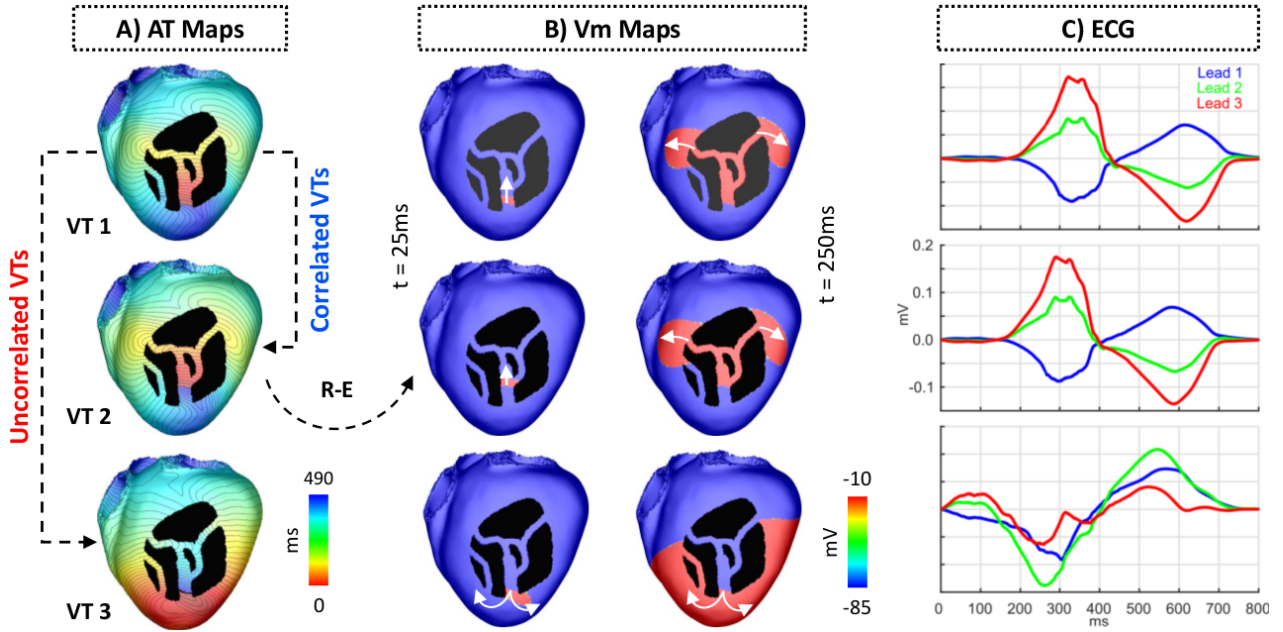 A) AT Maps
B) Vm Maps
C) ECG
Uncorrelated VTs
VT 1
Correlated VTs
VT 2
R-E
VT 3
490
ms
0
t = 25ms
t = 250ms
-10
mV
-85
Lead 1
Lead 2
Lead 3
0.2
0.1
0.0
-0.1
mV
0 100 200 300 400 500 600 700 800
ms